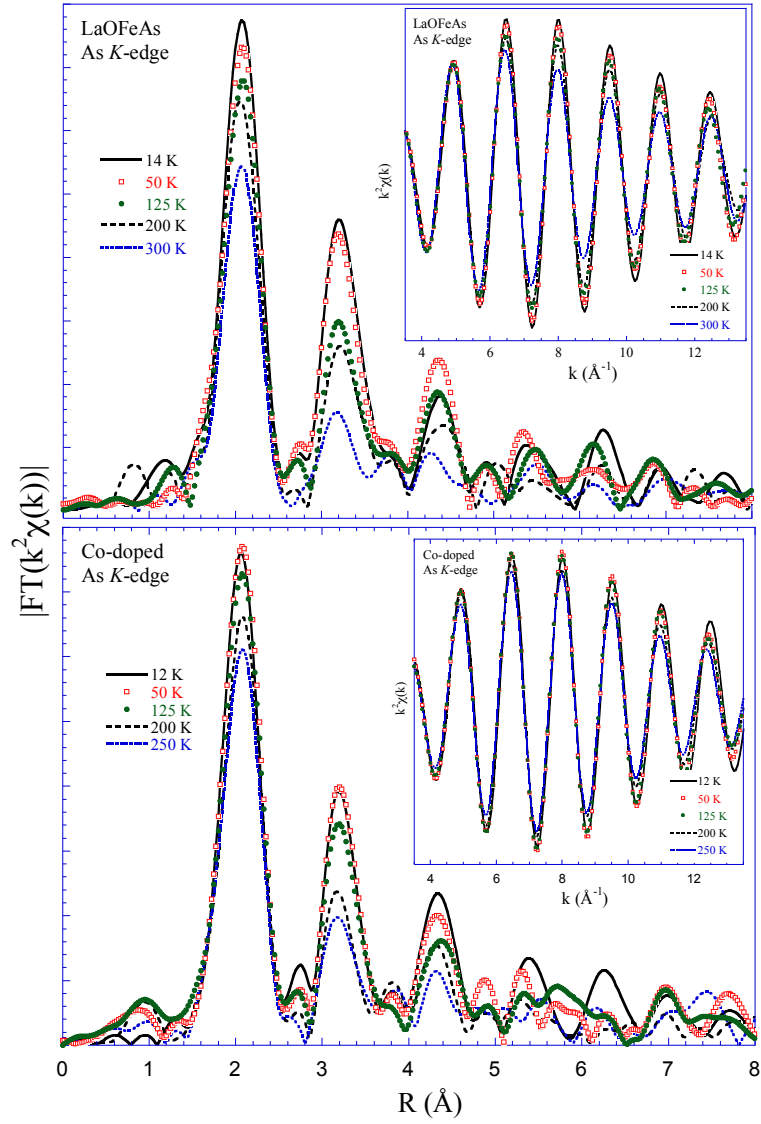 LaOFeAs
As K-edge
14 K
50 K
125 K
200 K
300 K
LaOFeAs
As K-edge
k²χ(k)
14 K
50 K
125 K
200 K
300 K
4 6 8 10 12
k (Å⁻¹)
|FT(k²χ(k))|
Co-doped
As K-edge
12 K
50 K
125 K
200 K
250 K
Co-doped
As K-edge
k²χ(k)
12 K
50 K
125 K
200 K
250 K
4 6 8 10 12
k (Å⁻¹)
0 1 2 3 4 5 6 7 8
R (Å)